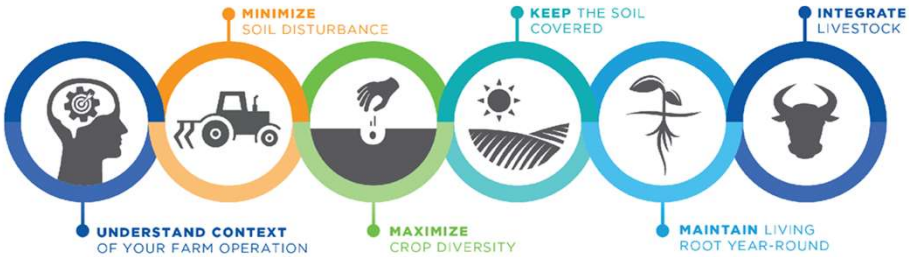 MINIMIZE
SOIL DISTURBANCE
KEEP THE SOIL
COVERED
INTEGRATE
LIVESTOCK
UNDERSTAND CONTEXT
OF YOUR FARM OPERATION
MAXIMIZE
CROP DIVERSITY
MAINTAIN LIVING
ROOT YEAR-ROUND